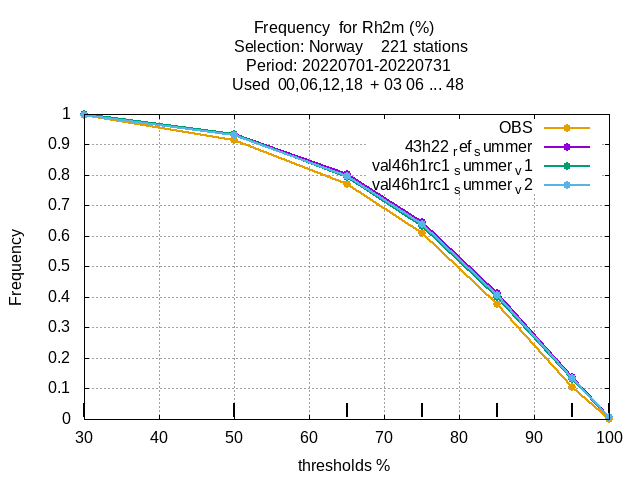 Frequency for Rh2m (%)
Selection: Norway 221 stations
Period: 20220701-20220731
Used 00,06,12,18 + 03 06 ... 48
OBS
43h22 ref summer
val46h1rc1 summer v1
val46h1rc1 summer v2
1
0.9
0.8
0.7
0.6
0.5
0.4
0.3
0.2
0.1
0
Frequency
30 40 50 60 70 80 90 100
thresholds %